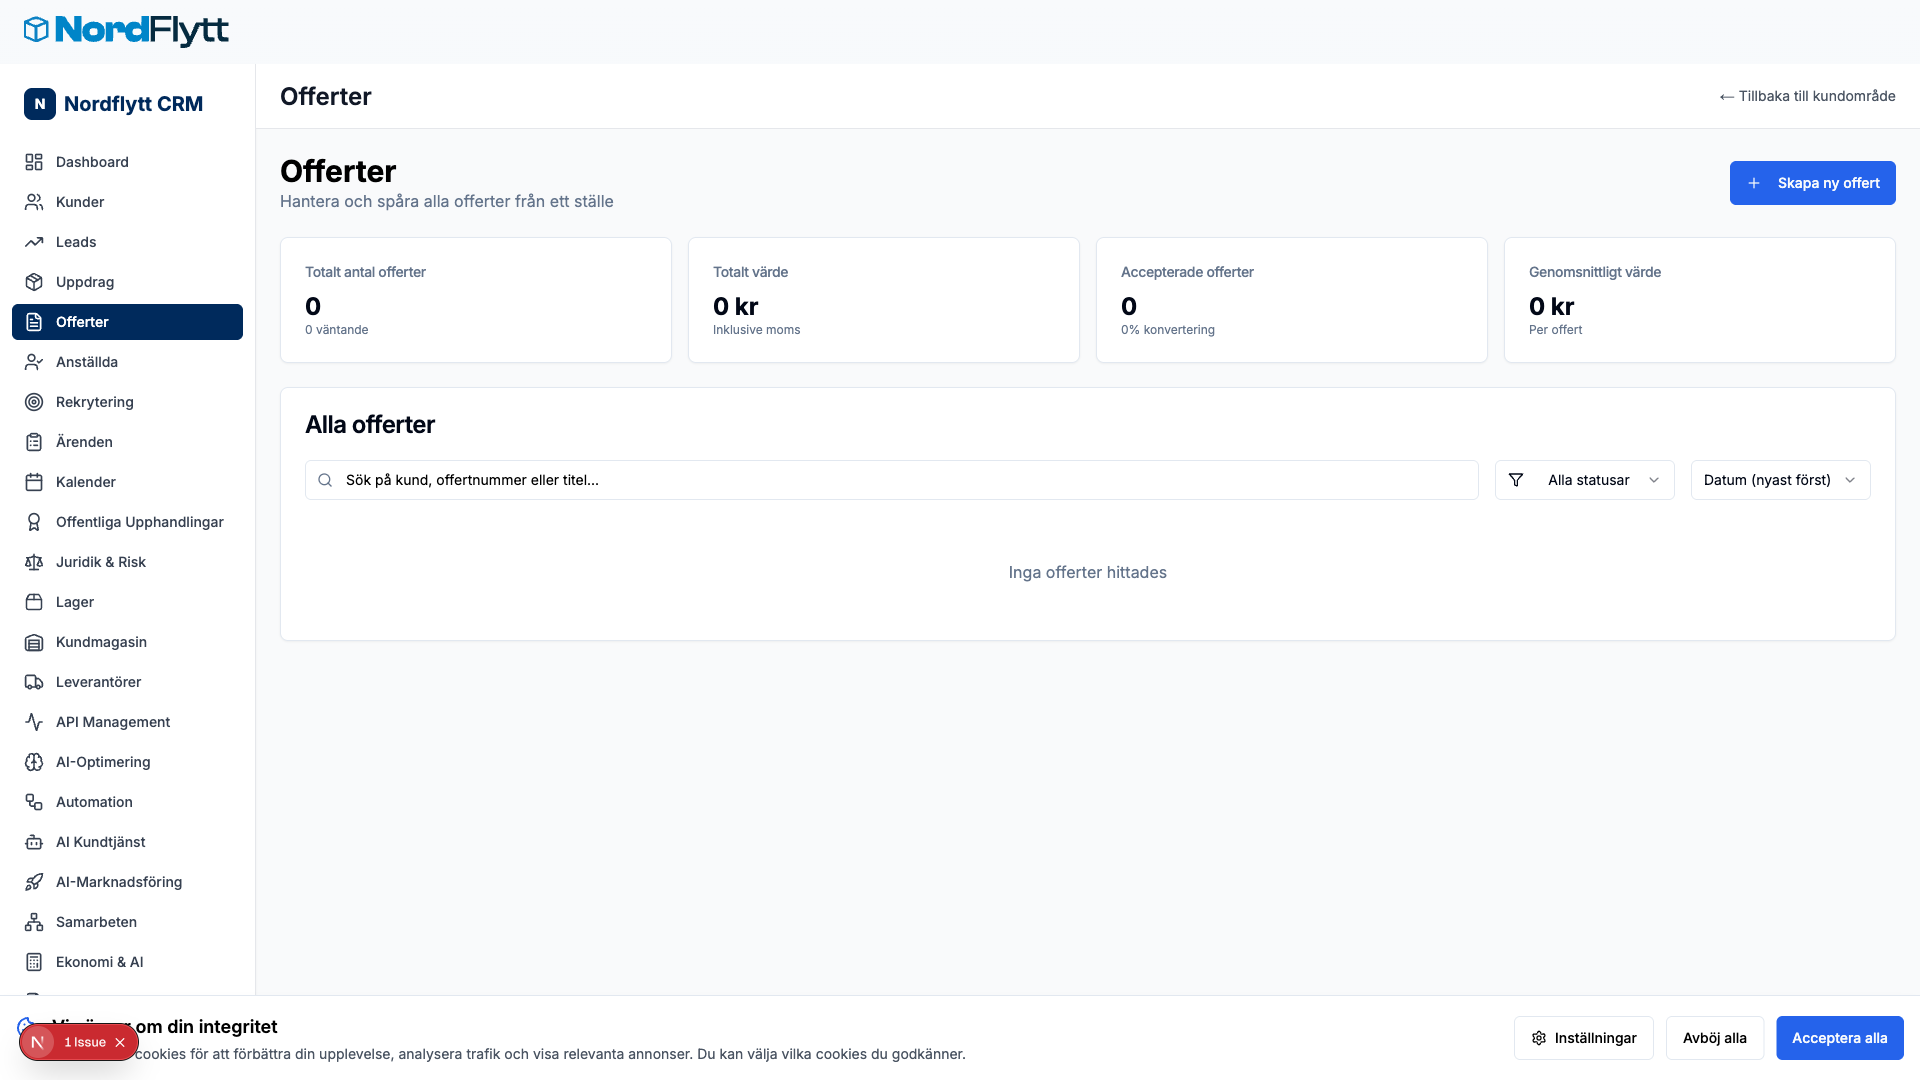 NordFlytt
N Nordflytt CRM
Dashboard
Kunder
Leads
Uppdrag
Offerter
Anställda
Rekrytering
Ärenden
Kalender
Offentliga Upphandlingar
Juridik & Risk
Lager
Kundmagasin
Leverantörer
API Management
AI-Optimering
Automation
AI Kundtjänst
AI-Marknadsföring
Samarbeten
Ekonomi & AI
Offerter
← Tillbaka till kundområde
Offerter
Hantera och spåra alla offerter från ett ställe
Skapa ny offert
Totalt antal offerter
0
0 väntande
Totalt värde
0 kr
Inklusive moms
Accepterade offerter
0
0% konvertering
Genomsnittligt värde
0 kr
Per offert
Alla offerter
Sök på kund, offertnummer eller titel...
Alla statusar
Datum (nyast först)
Inga offerter hittades
om din integritet
cookies för att förbättra din upplevelse, analysera trafik och visa relevanta annonser. Du kan välja vilka cookies du godkänner.
N 1 Issue
Inställningar
Avböj alla
Acceptera alla